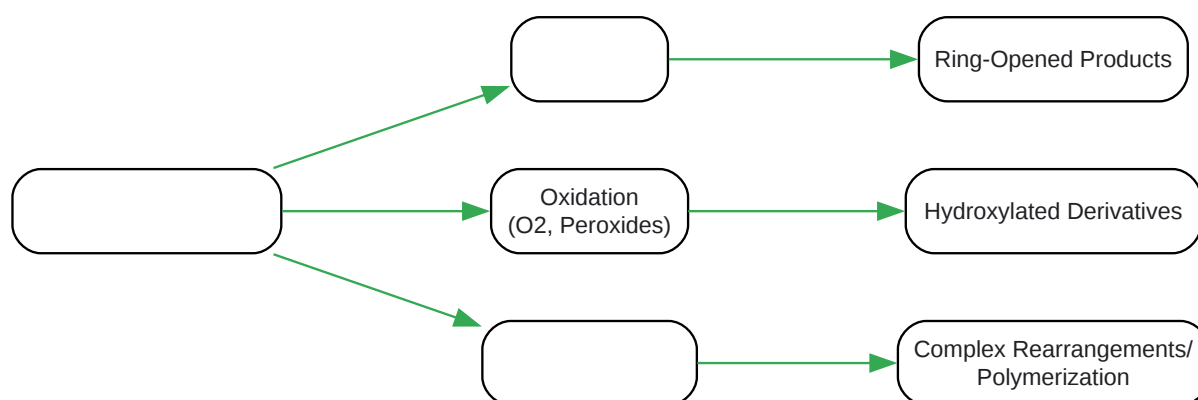 Ring-Opened Products
Oxidation
(O2, Peroxides)
Hydroxylated Derivatives
Complex Rearrangements/
Polymerization